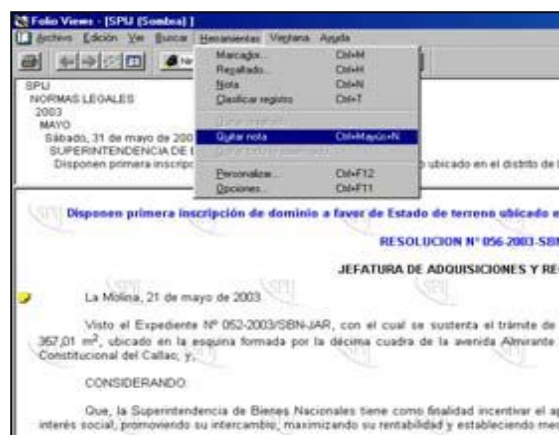 Folio Views - [SPIJ (Sombra) ]
Archivo Edición Ver Buscar Herramientas Ventana Ayuda
Marcador... Ctrl+M
Resaltado... Ctrl+H
Nota Ctrl+N
Clasificar registro Ctrl+T
Quitar nota Ctrl+Mayús+N
Personalizar... Ctrl+F12
Opciones... Ctrl+F11
SPIJ
NORMAS LEGALES
2003
MAYO
Sábado, 31 de mayo de 200
SUPERINTENDENCIA DE
Disponen primera inscripc ubicado en el distrito de
Disponen primera inscripción de dominio a favor de Estado de terreno ubicado e
RESOLUCION Nº 056-2003-SBN
JEFATURA DE ADQUISICIONES Y RE
La Molina, 21 de mayo de 2003
Visto el Expediente Nº 052-2003/SBN-JAR, con el cual se sustenta el trámite de
367,01 m², ubicado en la esquina formada por la décima cuadra de la avenida Almirante
Constitucional del Callao; y,
CONSIDERANDO:
Que, la Superintendencia de Bienes Nacionales tiene como finalidad incentivar el ap
interés social, promoviendo su intercambio, maximizando su rentabilidad y estableciendo me